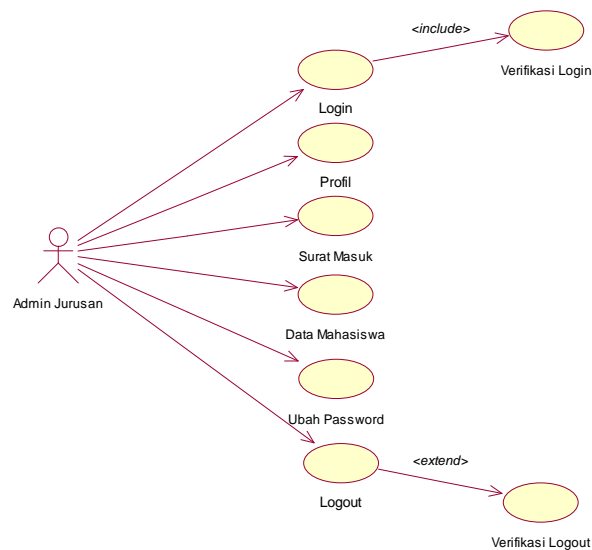 <include>
Verifikasi Login
Login
Profil
Surat Masuk
Admin Jurusan
Data Mahasiswa
Ubah Password
<extend>
Logout
Verifikasi Logout